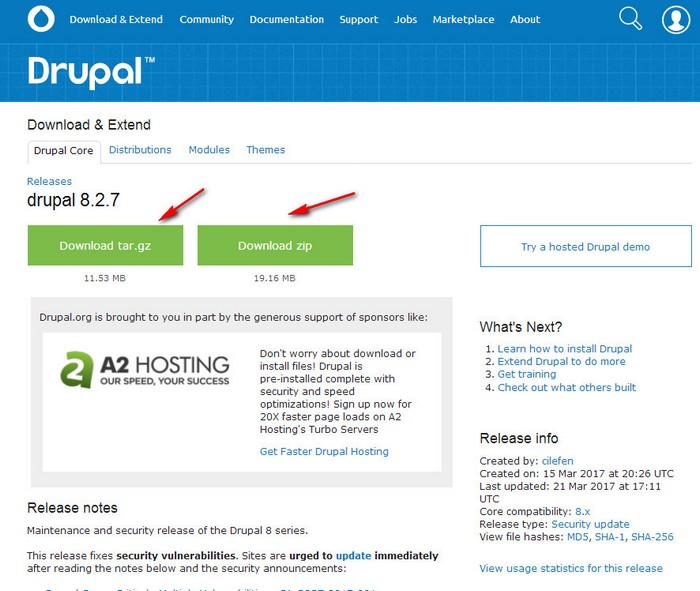 Download & Extend Community Documentation Support Jobs Marketplace About
Drupal™
Download & Extend
Drupal Core Distributions Modules Themes
Releases
drupal 8.2.7
Download tar.gz Download zip Try a hosted Drupal demo
11.53 MB 19.16 MB
Drupal.org is brought to you in part by the generous support of sponsors like:
A2 HOSTING
OUR SPEED, YOUR SUCCESS
Don't worry about download or
install files! Drupal is
pre-installed complete with
security and speed
optimizations! Sign up now for
20X faster page loads on A2
Hosting's Turbo Servers
Get Faster Drupal Hosting
What's Next?
1. Learn how to install Drupal
2. Extend Drupal to do more
3. Get training
4. Check out what others built
Release info
Created by: cilefen
Created on: 15 Mar 2017 at 20:26 UTC
Last updated: 21 Mar 2017 at 17:11
UTC
Core compatibility: 8.x
Release type: Security update
View file hashes: MD5, SHA-1, SHA-256
View usage statistics for this release
Release notes
Maintenance and security release of the Drupal 8 series.
This release fixes security vulnerabilities. Sites are urged to update immediately
after reading the notes below and the security announcements: